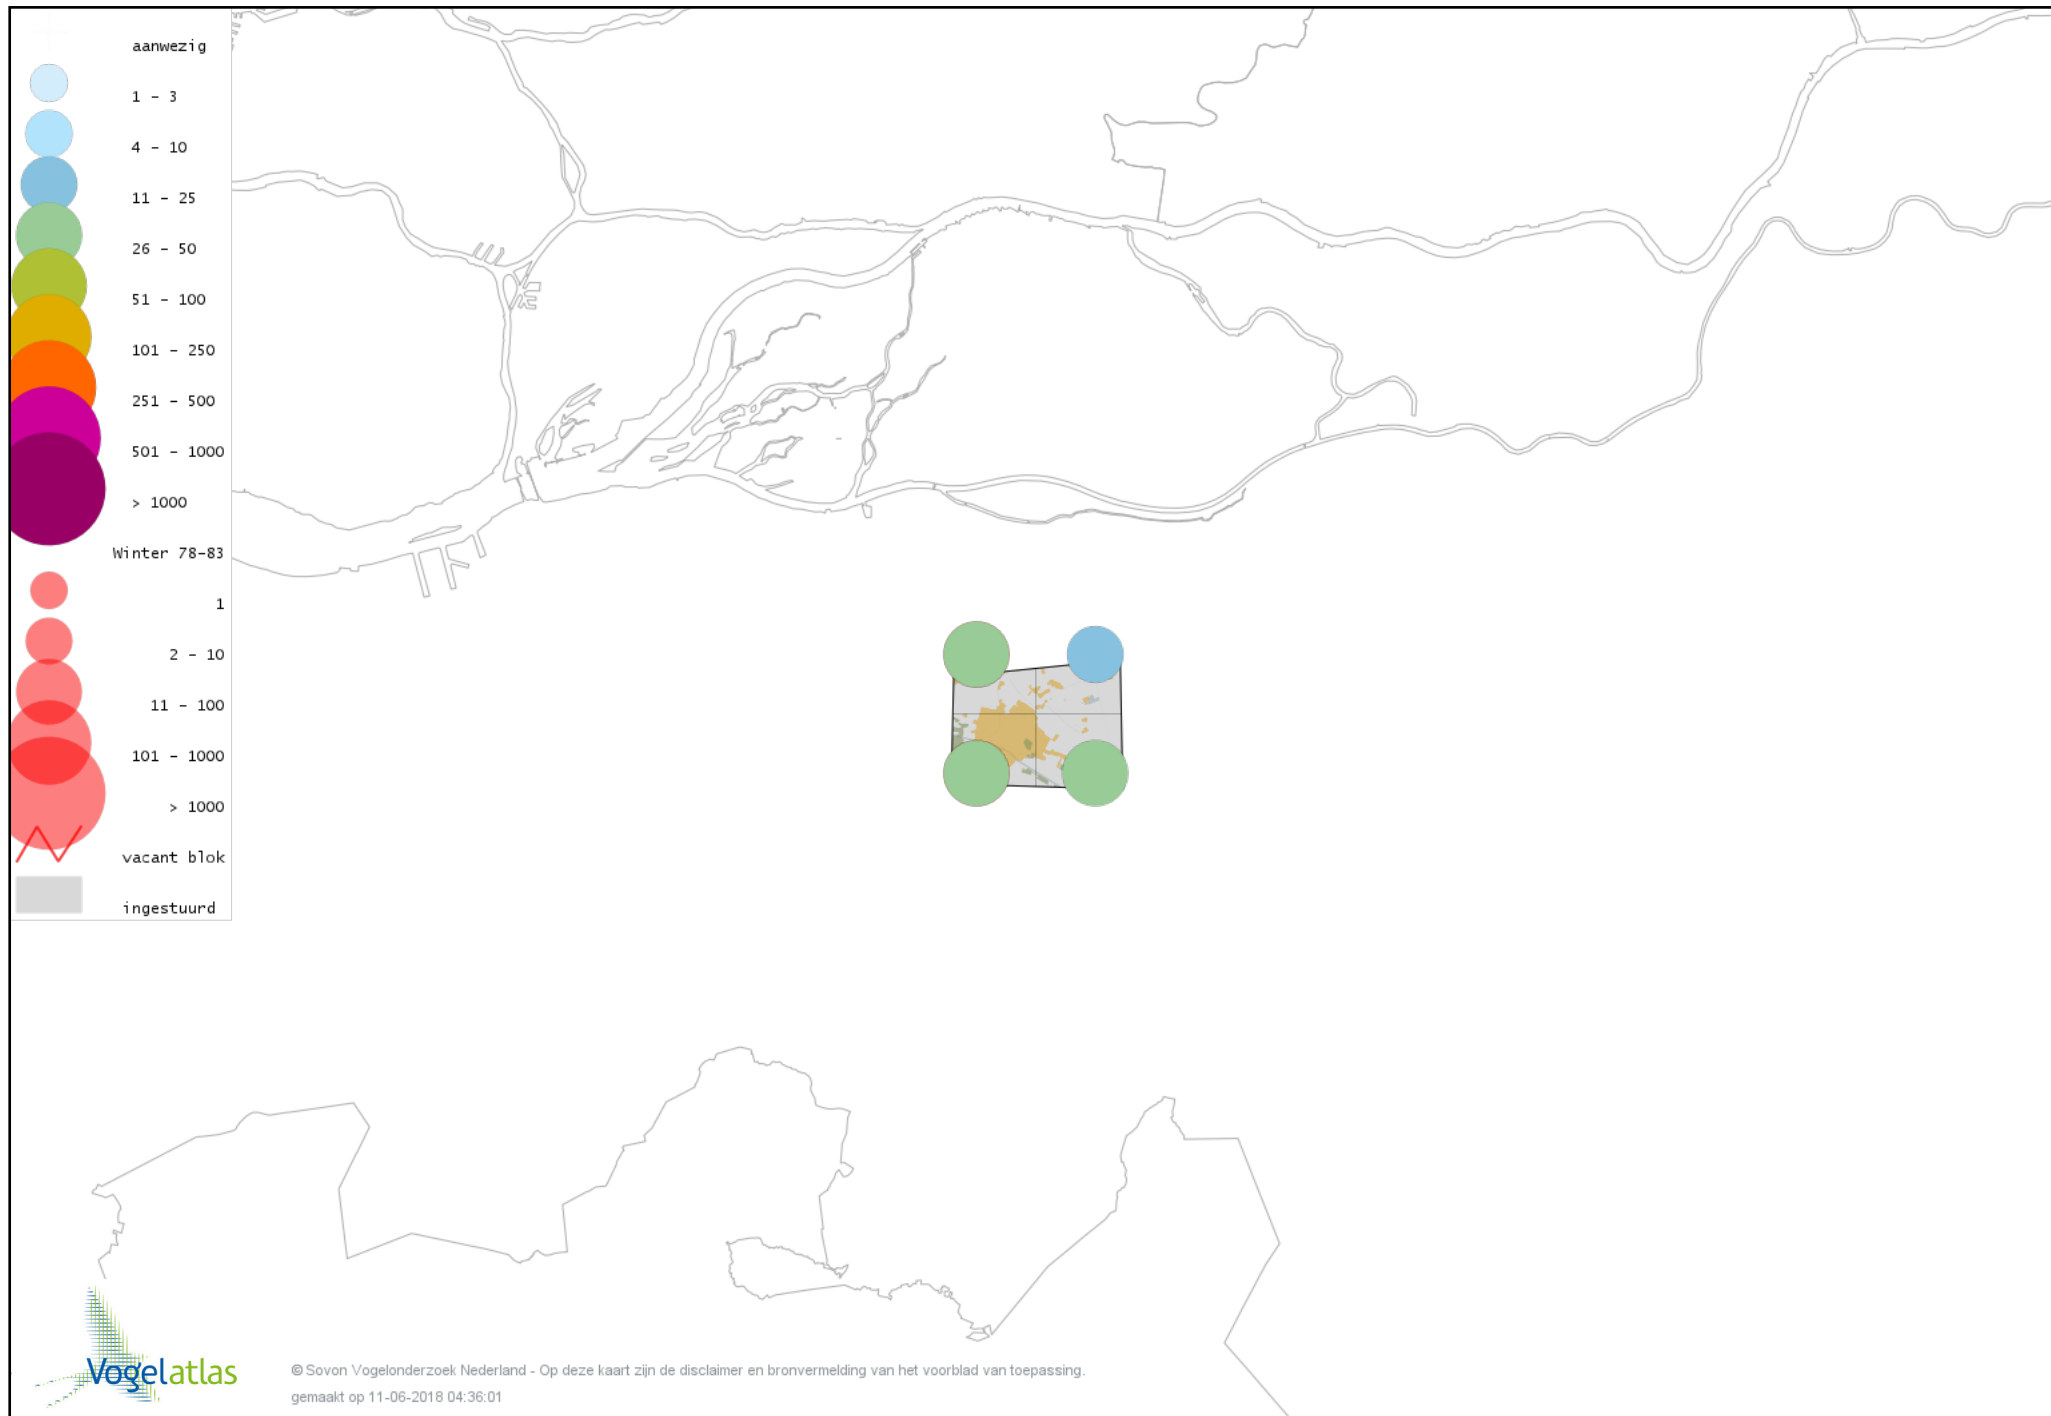 aanwezig
1 - 3
4 - 10
11 - 25
26 - 50
51 - 100
101 - 250
251 - 500
501 - 1000
> 1000
Winter 78-83
1
2 - 10
11 - 100
101 - 1000
> 1000
vacant blok
ingestuurd
Vogelatlas
© Sovon Vogelonderzoek Nederland - Op deze kaart zijn de disclaimer en bronvermelding van het voorblad van toepassing.
gemaakt op 11-06-2018 04:36:01